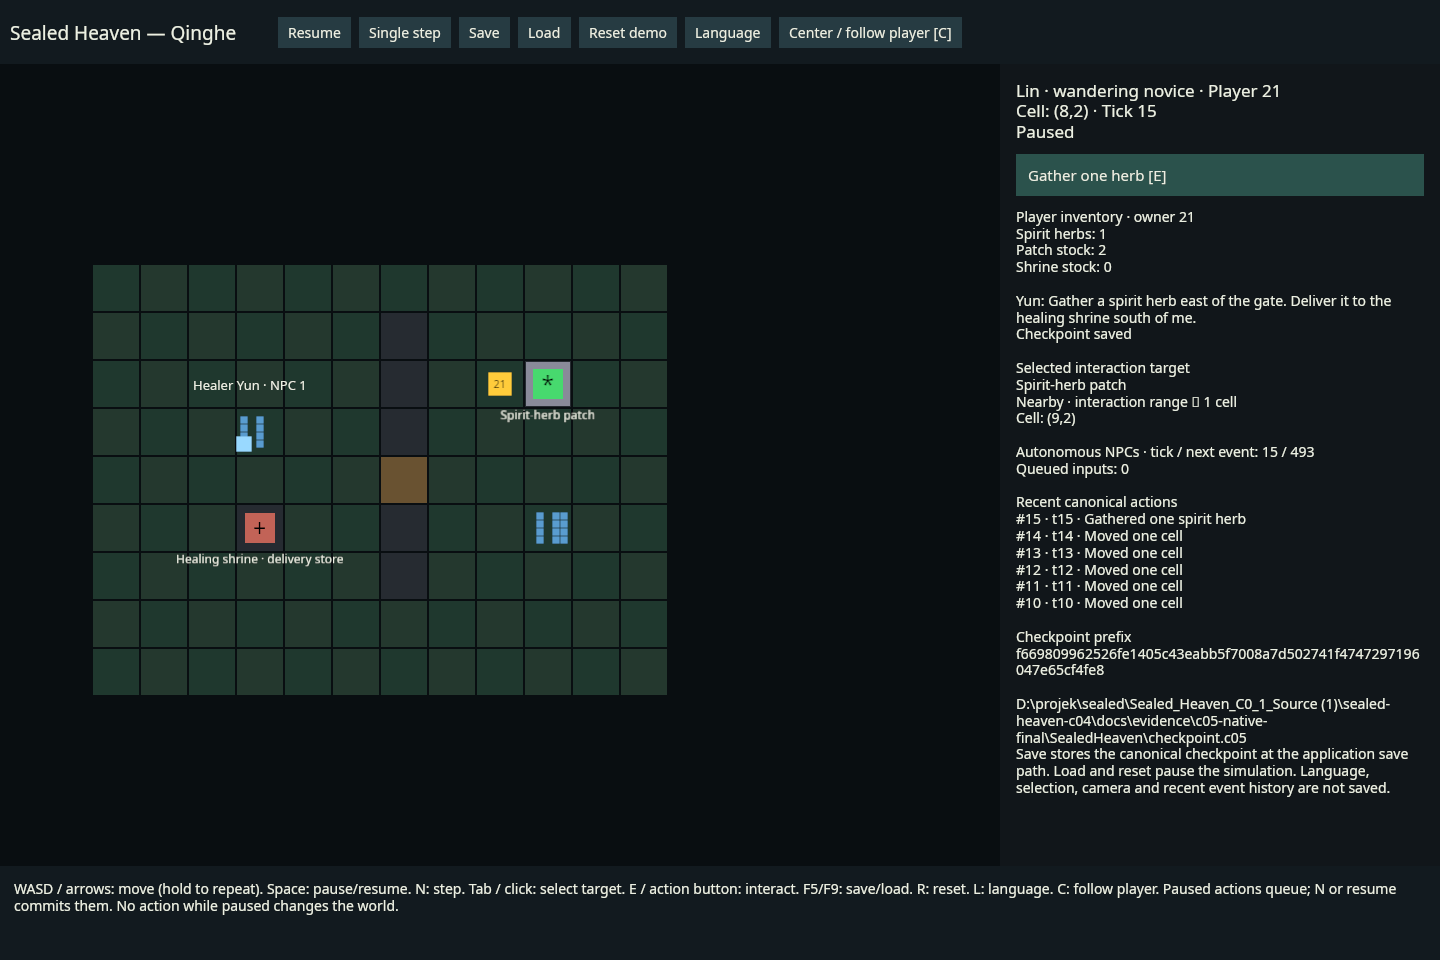 Sealed Heaven — Qinghe
Resume
Single step
Save
Load
Reset demo
Language
Center / follow player [C]
Lin · wandering novice · Player 21
Cell: (8,2) · Tick 15
Paused
Gather one herb [E]
Player inventory · owner 21
Spirit herbs: 1
Patch stock: 2
Shrine stock: 0
Yun: Gather a spirit herb east of the gate. Deliver it to the
healing shrine south of me.
Checkpoint saved
Selected interaction target
Spirit-herb patch
Nearby · interaction range ▯ 1 cell
Cell: (9,2)
Autonomous NPCs · tick / next event: 15 / 493
Queued inputs: 0
Recent canonical actions
#15 · t15 · Gathered one spirit herb
#14 · t14 · Moved one cell
#13 · t13 · Moved one cell
#12 · t12 · Moved one cell
#11 · t11 · Moved one cell
#10 · t10 · Moved one cell
Checkpoint prefix
f669809962526fe1405c43eabb5f7008a7d502741f4747297196
047e65cf4fe8
D:\projek\sealed\Sealed_Heaven_C0_1_Source (1)\sealed-
heaven-c04\docs\evidence\c05-native-
final\SealedHeaven\checkpoint.c05
Save stores the canonical checkpoint at the application save
path. Load and reset pause the simulation. Language,
selection, camera and recent event history are not saved.
Healer Yun · NPC 1
21
*
Spirit-herb patch
+
Healing shrine · delivery store
WASD / arrows: move (hold to repeat). Space: pause/resume. N: step. Tab / click: select target. E / action button: interact. F5/F9: save/load. R: reset. L: language. C: follow player. Paused actions queue; N or resume
commits them. No action while paused changes the world.